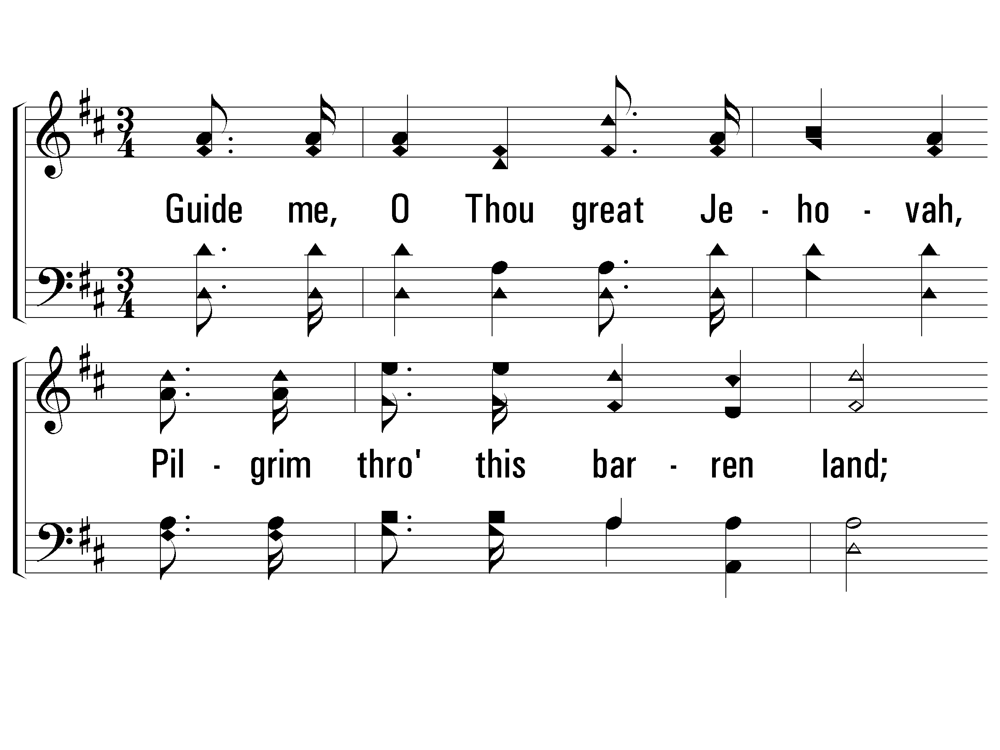 Guide me, O Thou great Je - ho - vah,
Pil - grim thro' this bar - ren land;